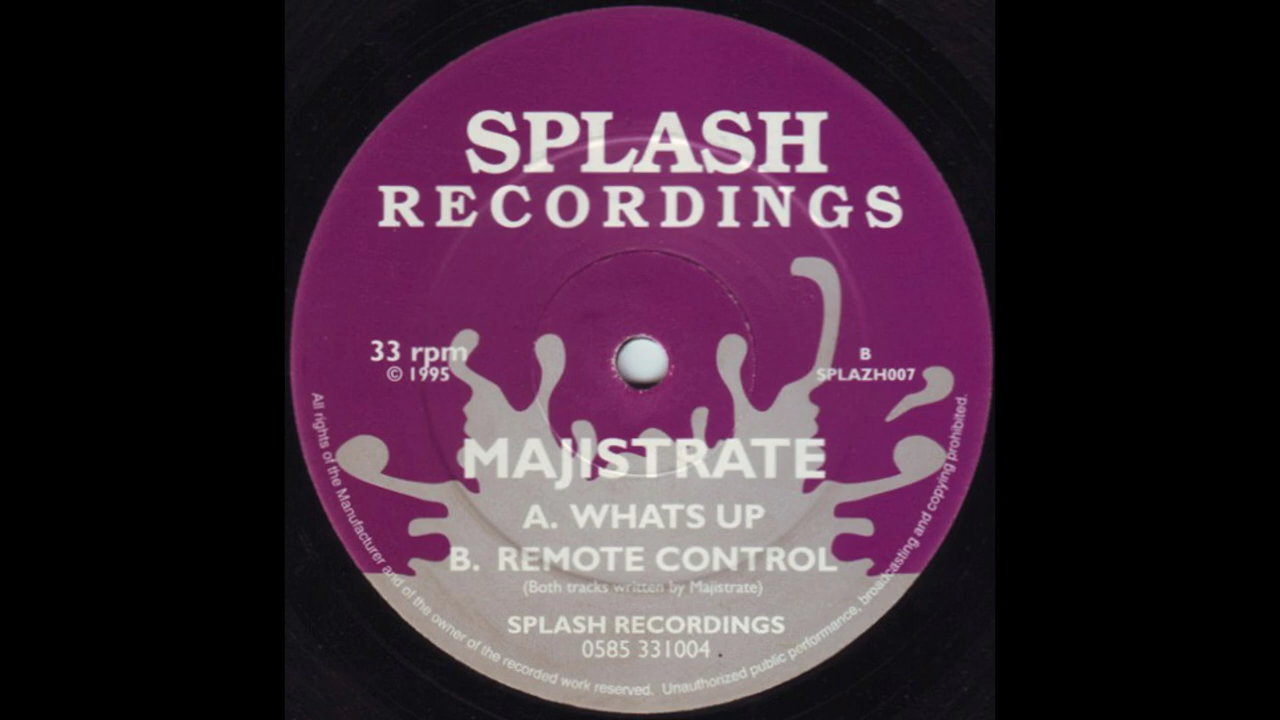 SPLASH
RECORDINGS
33 rpm
© 1995
B
SPLAZH007
MAJISTRATE
A. WHATS UP
B. REMOTE CONTROL
(Both tracks written by Majistrate)
SPLASH RECORDINGS
0585 331004
All rights of the Manufacturer and of the owner of the recorded work reserved. Unauthorized public performance, broadcasting and copying prohibited.